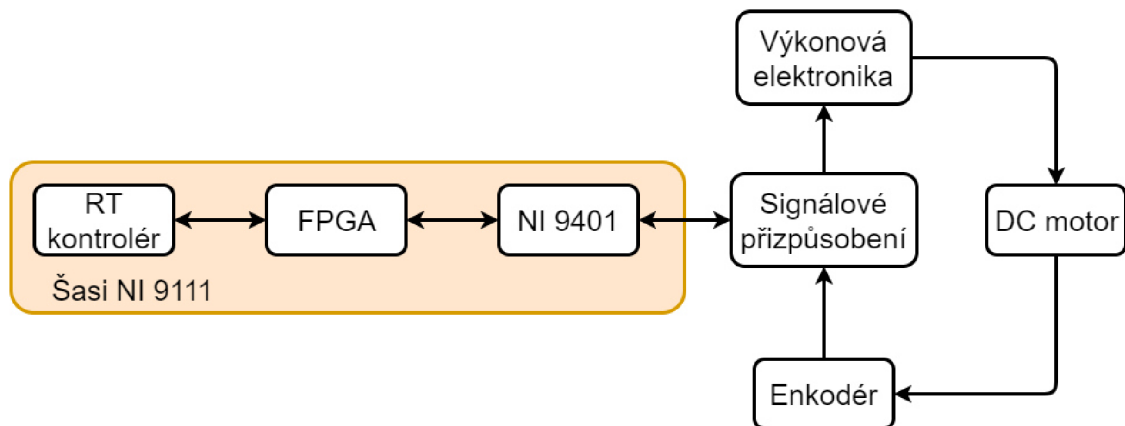 Výkonová
elektronika
RT
kontrolér
FPGA
NI 9401
Signálové
přizpůsobení
DC motor
Šasi NI 9111
Enkodér